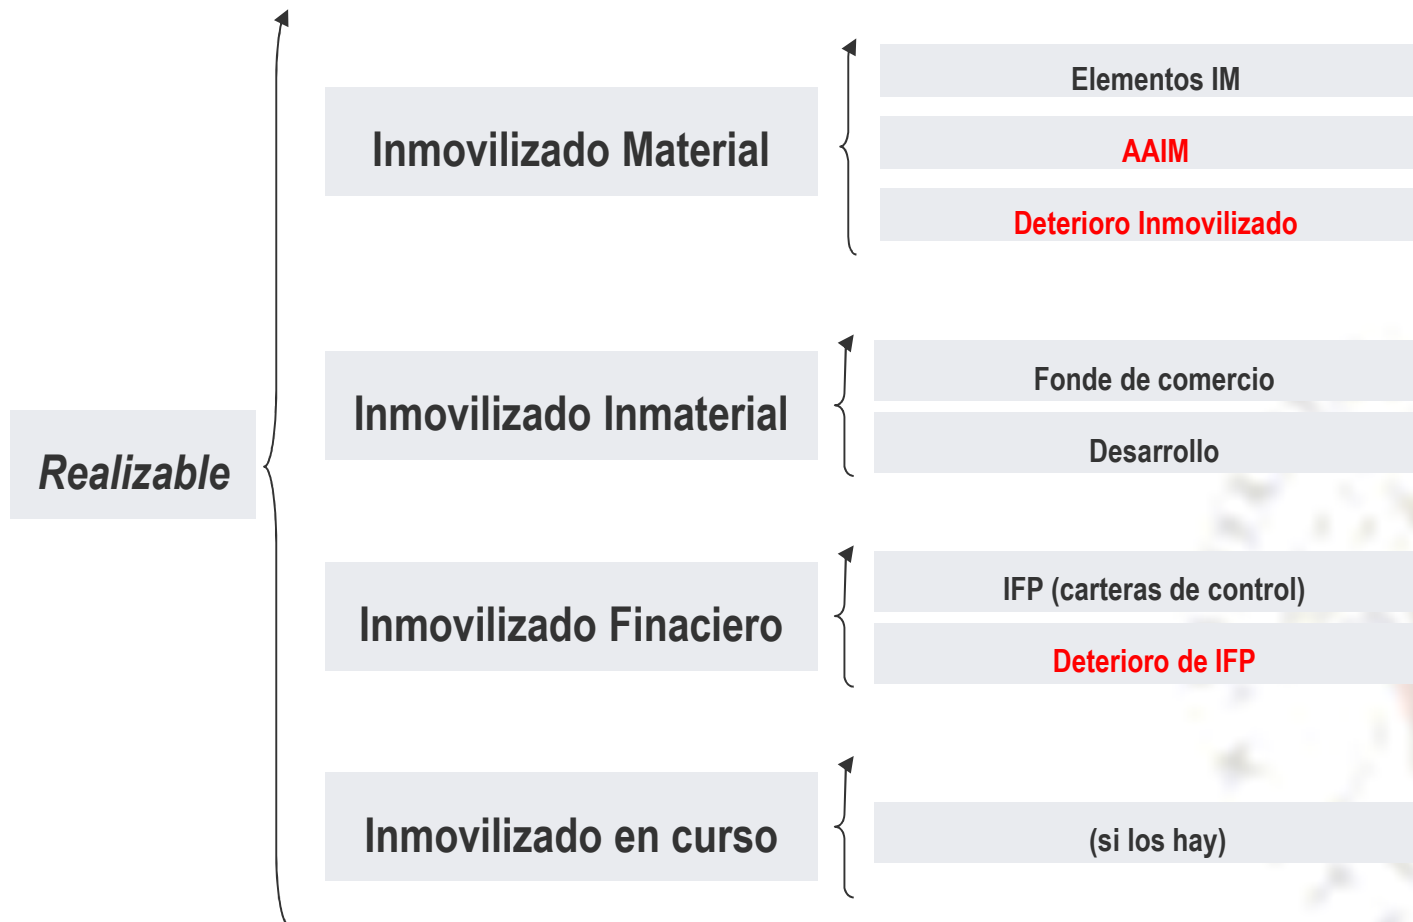 Realizable
Inmovilizado Material
Elementos IM
AAIM
Deterioro Inmovilizado
Inmovilizado Inmaterial
Fonde de comercio
Desarrollo
Inmovilizado Finaciero
IFP (carteras de control)
Deterioro de IFP
Inmovilizado en curso
(si los hay)